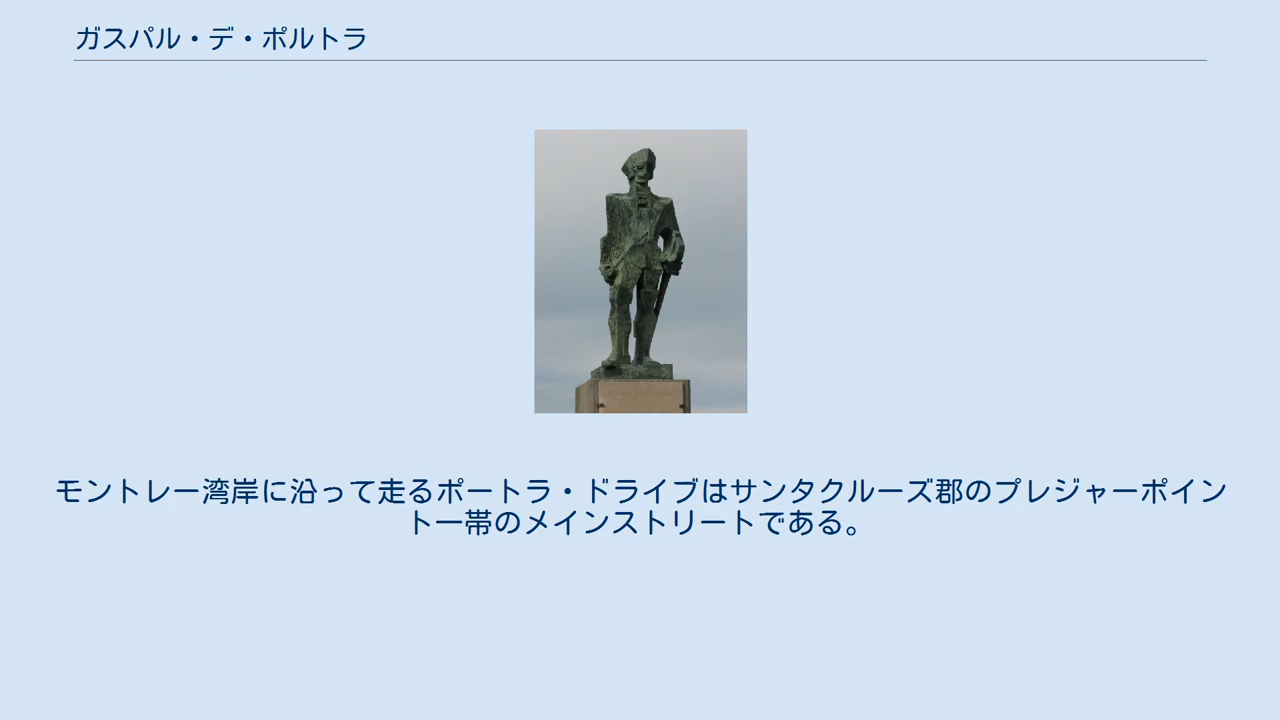 ガスパル・デ・ポルトラ
モントレー湾岸に沿って走るポートラ・ドライブはサンタクルーズ郡のプレジャーポイン
ト一帯のメインストリートである。